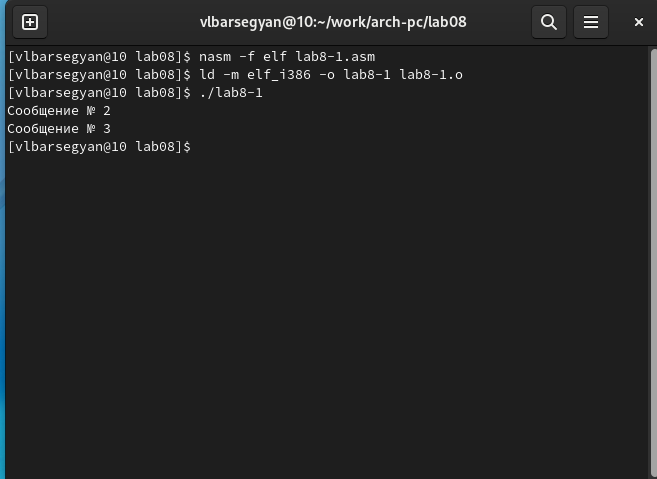 vlbarsegyan@10:~/work/arch-pc/lab08
[vlbarsegyan@10 lab08]$ nasm -f elf lab8-1.asm
[vlbarsegyan@10 lab08]$ ld -m elf_i386 -o lab8-1 lab8-1.o
[vlbarsegyan@10 lab08]$ ./lab8-1
Сообщение № 2
Сообщение № 3
[vlbarsegyan@10 lab08]$